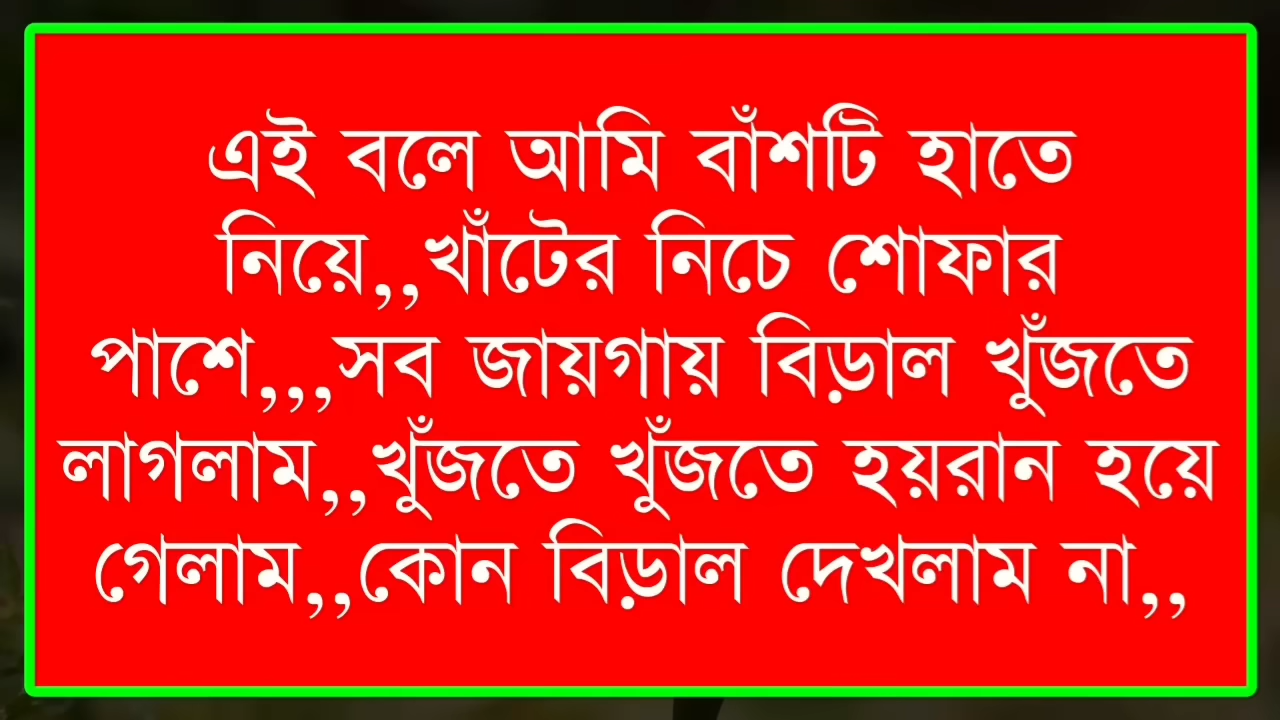 এই বলে আমি বাঁশটি হাতে
নিয়ে,,খাঁটের নিচে শোফার
পাশে,,,সব জায়গায় বিড়াল খুঁজতে
লাগলাম,,খুঁজতে খুঁজতে হয়রান হয়ে
গেলাম,,কোন বিড়াল দেখলাম না,,